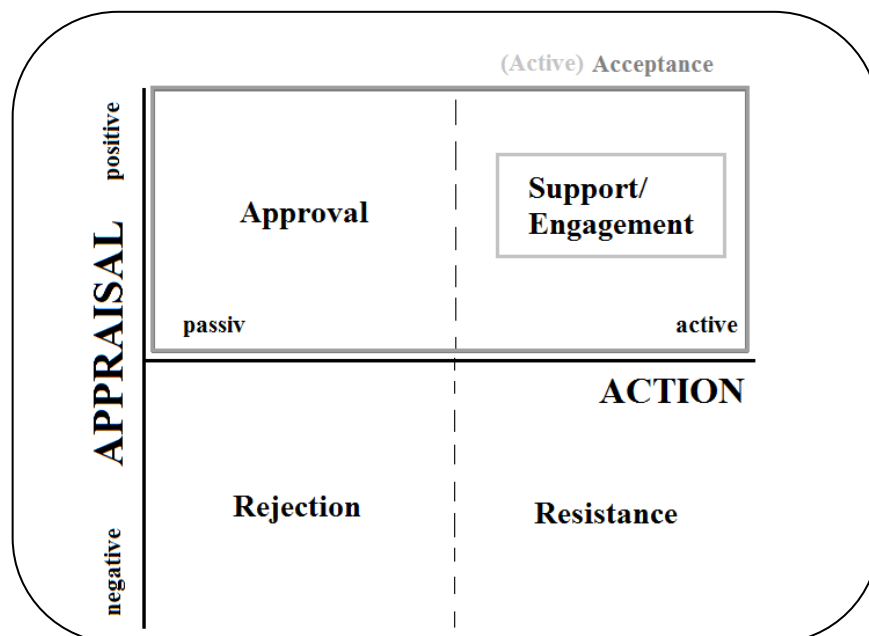 (Active) Acceptance
positive
Approval
Support/
Engagement
APPRAISAL
passiv
active
ACTION
Rejection
Resistance
negative